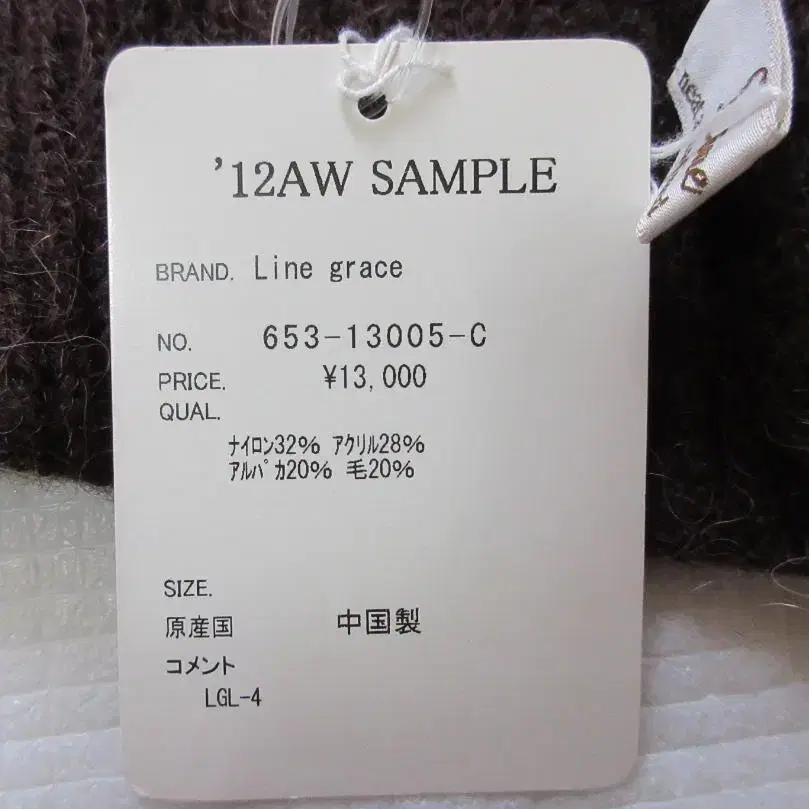 '12AW SAMPLE
BRAND. Line grace
NO. 653-13005-C
PRICE. ¥13,000
QUAL.
ﾅｲﾛﾝ32% ｱｸﾘﾙ28%
ｱﾙﾊﾟｶ20% 毛20%
SIZE.
原産国 中国製
コメント
LGL-4